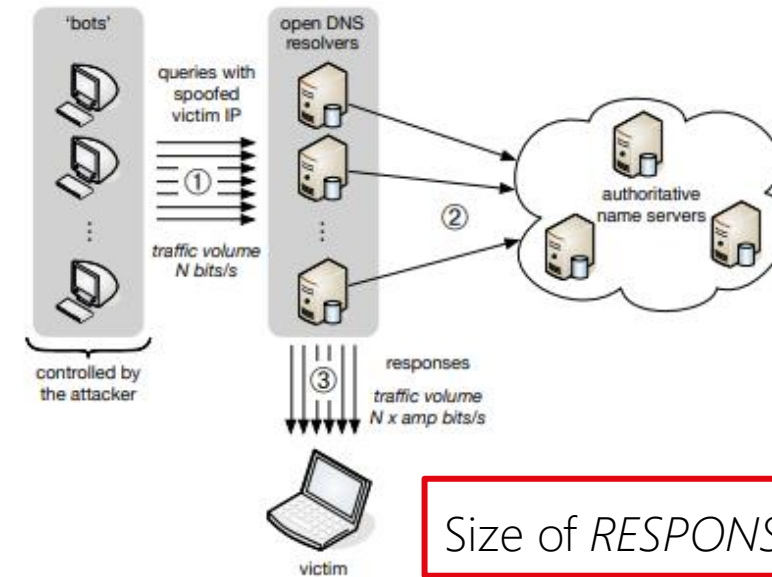 'bots'
open DNS
resolvers
queries with
spoofed
victim IP
①
traffic volume
N bits/s
②
authoritative
name servers
controlled by
the attacker
③
responses
traffic volume
N x amp bits/s
victim
Size of